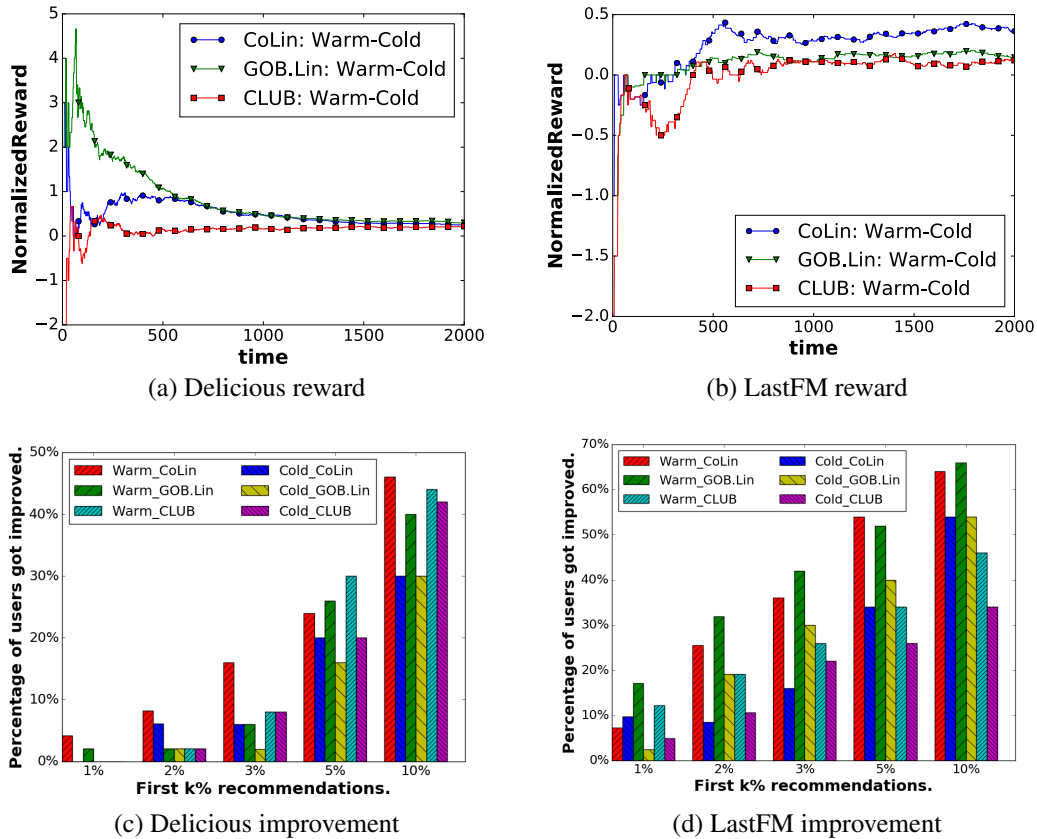 5
4
3
2
1
0
1
2
NormalizedReward
CoLin: Warm-Cold
GOB.Lin: Warm-Cold
CLUB: Warm-Cold
0 500 1000 1500 2000
time
(a) Delicious reward
0.5
0.0
−0.5
−1.0
−1.5
−2.0
NormalizedReward
CoLin: Warm-Cold
GOB.Lin: Warm-Cold
CLUB: Warm-Cold
0 500 1000 1500 2000
time
(b) LastFM reward
50%
40%
30%
20%
10%
0%
Percentage of users got improved.
Warm_CoLin Cold_CoLin
Warm_GOB.Lin Cold_GOB.Lin
Warm_CLUB Cold_CLUB
1% 2% 3% 5% 10%
First k% recommendations.
(c) Delicious improvement
70%
60%
50%
40%
30%
20%
10%
0%
Percentage of users got improved.
Warm_CoLin Cold_CoLin
Warm_GOB.Lin Cold_GOB.Lin
Warm_CLUB Cold_CLUB
1% 2% 3% 5% 10%
First k% recommendations.
(d) LastFM improvement